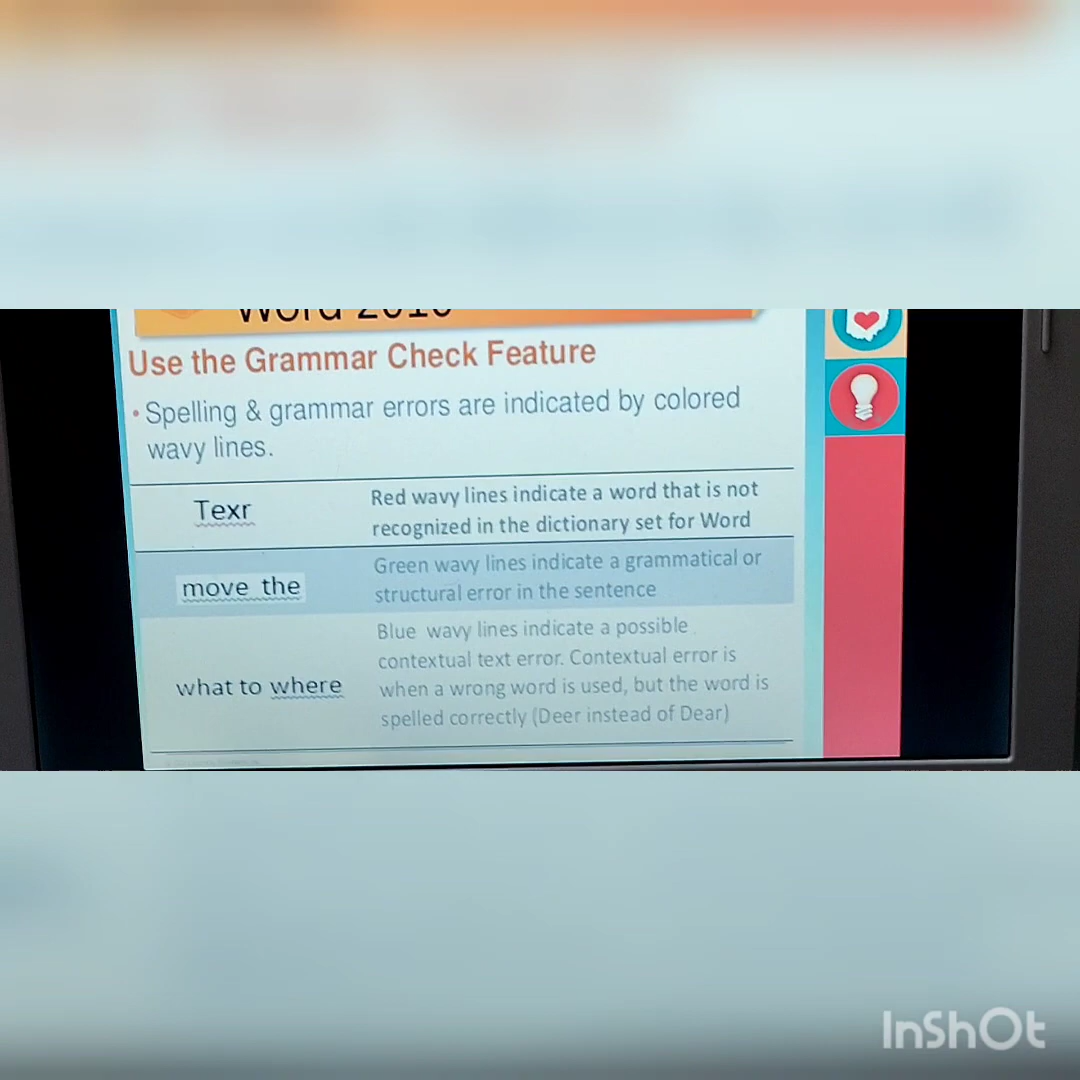 Word 2010
Use the Grammar Check Feature
• Spelling & grammar errors are indicated by colored
wavy lines.
Texr
Red wavy lines indicate a word that is not
recognized in the dictionary set for Word
move  the
Green wavy lines indicate a grammatical or
structural error in the sentence
what to where
Blue  wavy lines indicate a possible
contextual text error. Contextual error is
when a wrong word is used, but the word is
spelled correctly (Deer instead of Dear)
InShOt